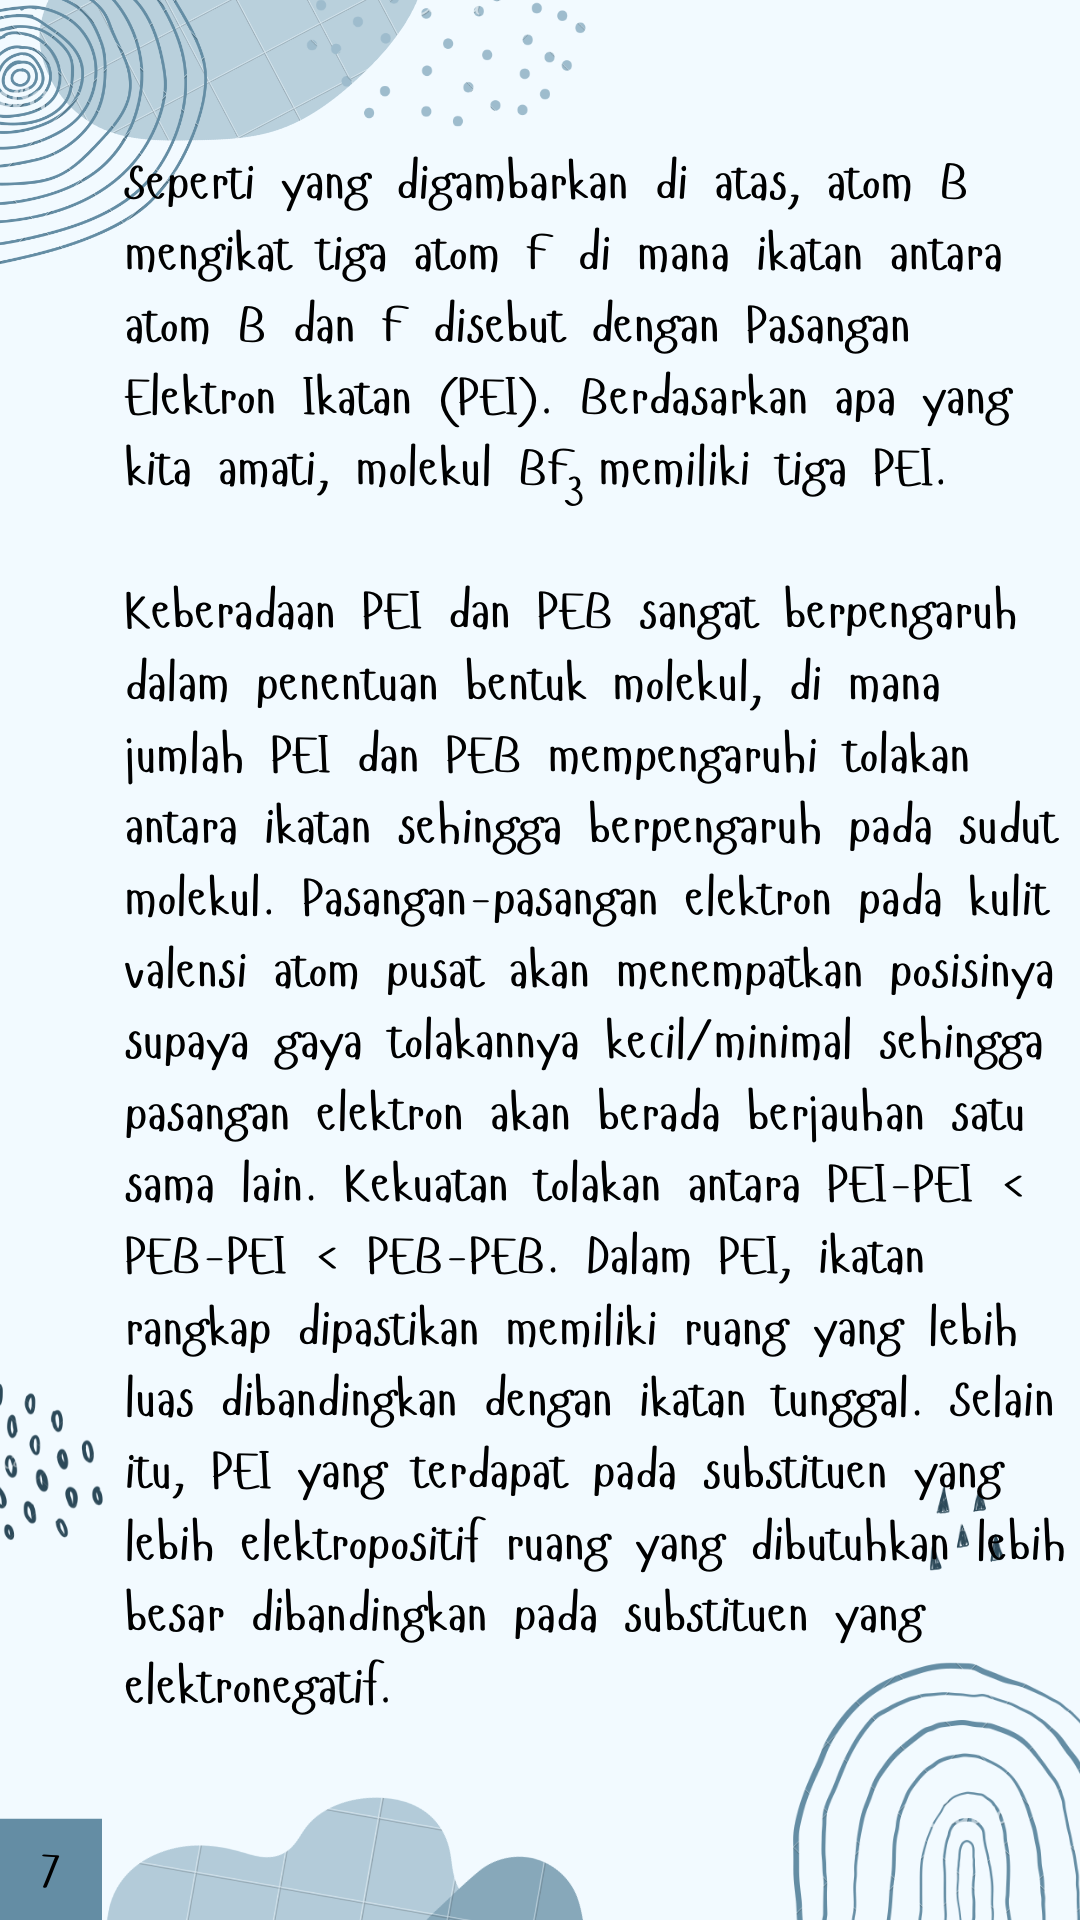 Seperti yang digambarkan di atas, atom B
mengikat tiga atom F di mana ikatan antara
atom B dan F disebut dengan Pasangan
Elektron Ikatan (PEI). Berdasarkan apa yang
kita amati, molekul BF₃ memiliki tiga PEI.
Keberadaan PEI dan PEB sangat berpengaruh
dalam penentuan bentuk molekul, di mana
jumlah PEI dan PEB mempengaruhi tolakan
antara ikatan sehingga berpengaruh pada sudut
molekul. Pasangan-pasangan elektron pada kulit
valensi atom pusat akan menempatkan posisinya
supaya gaya tolakannya kecil/minimal sehingga
pasangan elektron akan berada berjauhan satu
sama lain. Kekuatan tolakan antara PEI-PEI <
PEB-PEI < PEB-PEB. Dalam PEI, ikatan
rangkap dipastikan memiliki ruang yang lebih
luas dibandingkan dengan ikatan tunggal. Selain
itu, PEI yang terdapat pada substituen yang
lebih elektropositif ruang yang dibutuhkan lebih
besar dibandingkan pada substituen yang
elektronegatif.
7